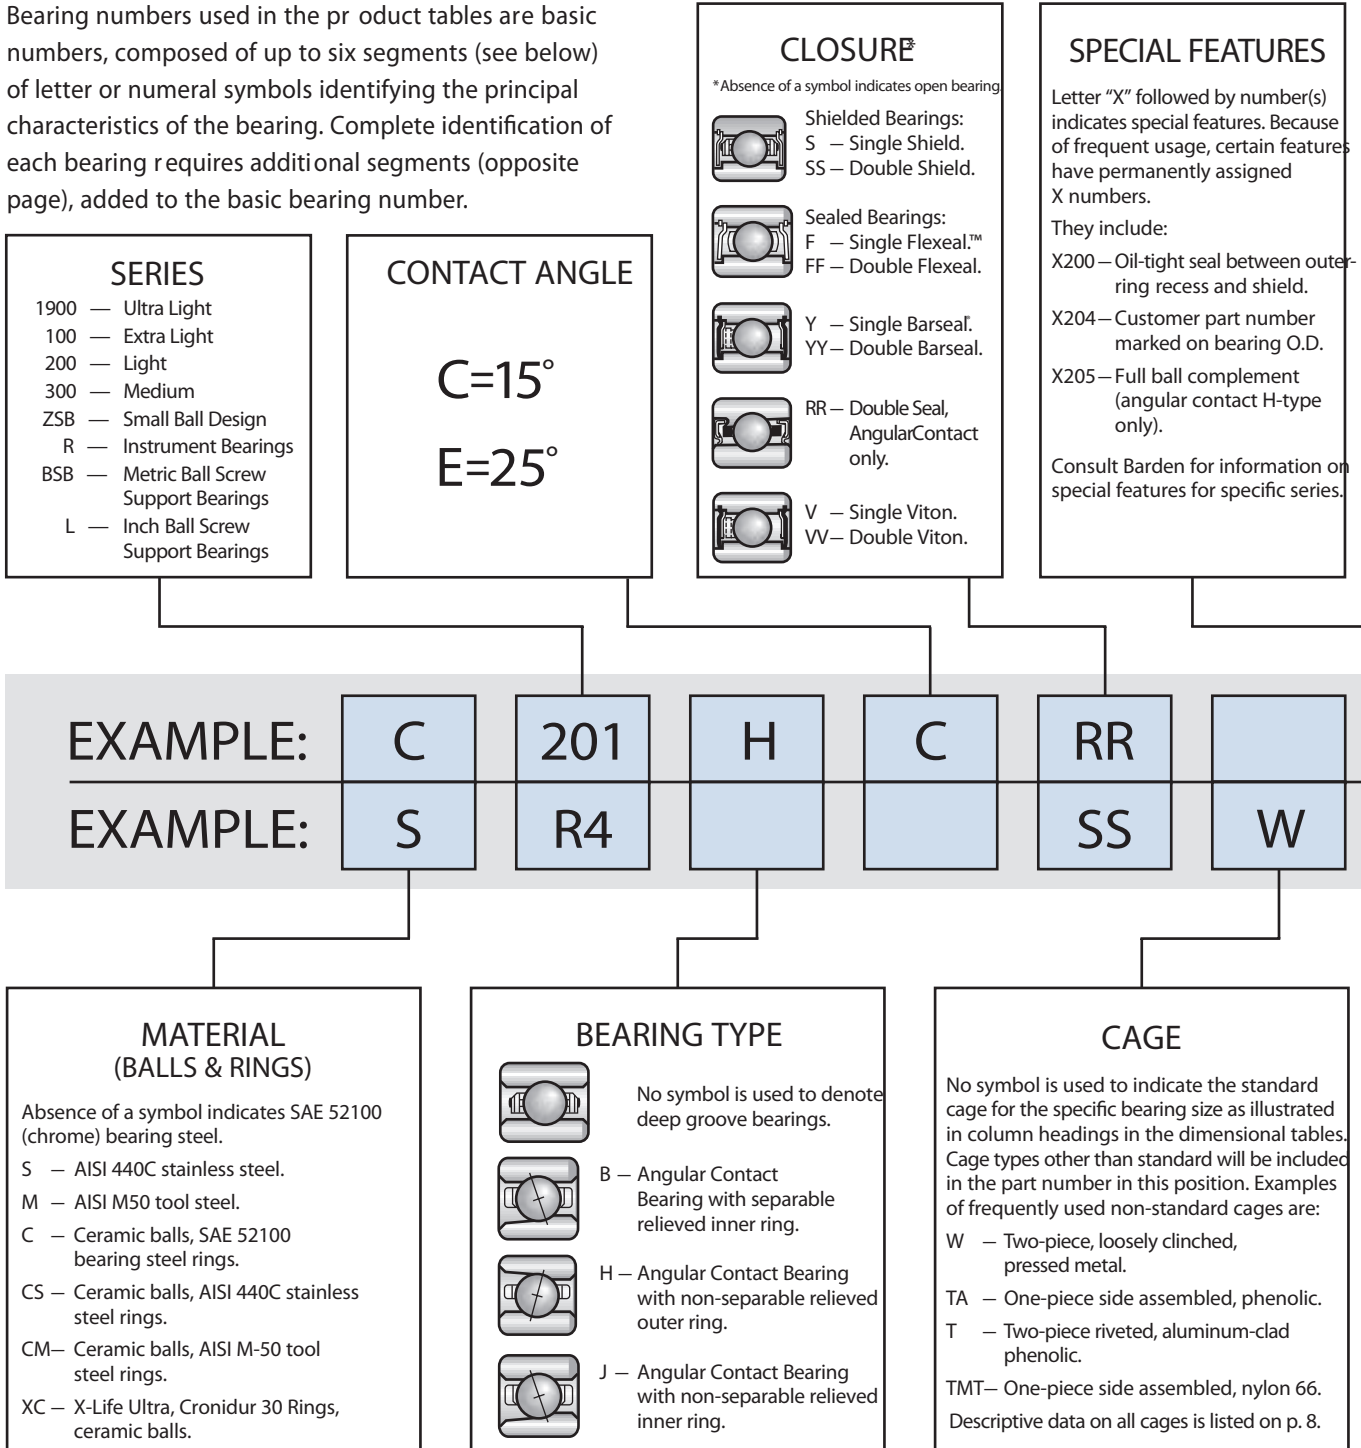 Bearing numbers used in the pr oduct tables are basic
numbers, composed of up to six segments (see below)
of letter or numeral symbols identifying the principal
characteristics of the bearing. Complete identification of
each bearing requires additional segments (opposite
page), added to the basic bearing number.
SERIES
1900 — Ultra Light
100 — Extra Light
200 — Light
300 — Medium
ZSB — Small Ball Design
R — Instrument Bearings
BSB — Metric Ball Screw
Support Bearings
L — Inch Ball Screw
Support Bearings
CONTACT ANGLE
C=15°
E=25°
CLOSURE*
*Absence of a symbol indicates open bearing.
Shielded Bearings:
S — Single Shield.
SS — Double Shield.
Sealed Bearings:
F — Single Flexeal.™
FF — Double Flexeal.
Y — Single Barseal®.
YY— Double Barseal.
RR — Double Seal,
AngularContact
only.
V — Single Viton.
VV— Double Viton.
SPECIAL FEATURES
Letter “X” followed by number(s)
indicates special features. Because
of frequent usage, certain features
have permanently assigned
X numbers.
They include:
X200—Oil-tight seal between outer-
ring recess and shield.
X204—Customer part number
marked on bearing O.D.
X205—Full ball complement
(angular contact H-type
only).
Consult Barden for information on
special features for specific series.
EXAMPLE: C 201 H C RR
EXAMPLE: S R4 SS W
MATERIAL
(BALLS & RINGS)
Absence of a symbol indicates SAE 52100
(chrome) bearing steel.
S — AISI 440C stainless steel.
M — AISI M50 tool steel.
C — Ceramic balls, SAE 52100
bearing steel rings.
CS — Ceramic balls, AISI 440C stainless
steel rings.
CM— Ceramic balls, AISI M-50 tool
steel rings.
XC — X-Life Ultra, Cronidur 30 Rings,
ceramic balls.
BEARING TYPE
No symbol is used to denote
deep groove bearings.
B — Angular Contact
Bearing with separable
relieved inner ring.
H — Angular Contact Bearing
with non-separable relieved
outer ring.
J — Angular Contact Bearing
with non-separable relieved
inner ring.
CAGE
No symbol is used to indicate the standard
cage for the specific bearing size as illustrated
in column headings in the dimensional tables.
Cage types other than standard will be included
in the part number in this position. Examples
of frequently used non-standard cages are:
W — Two-piece, loosely clinched,
pressed metal.
TA — One-piece side assembled, phenolic.
T — Two-piece riveted, aluminum-clad
phenolic.
TMT— One-piece side assembled, nylon 66.
Descriptive data on all cages is listed on p. 8.